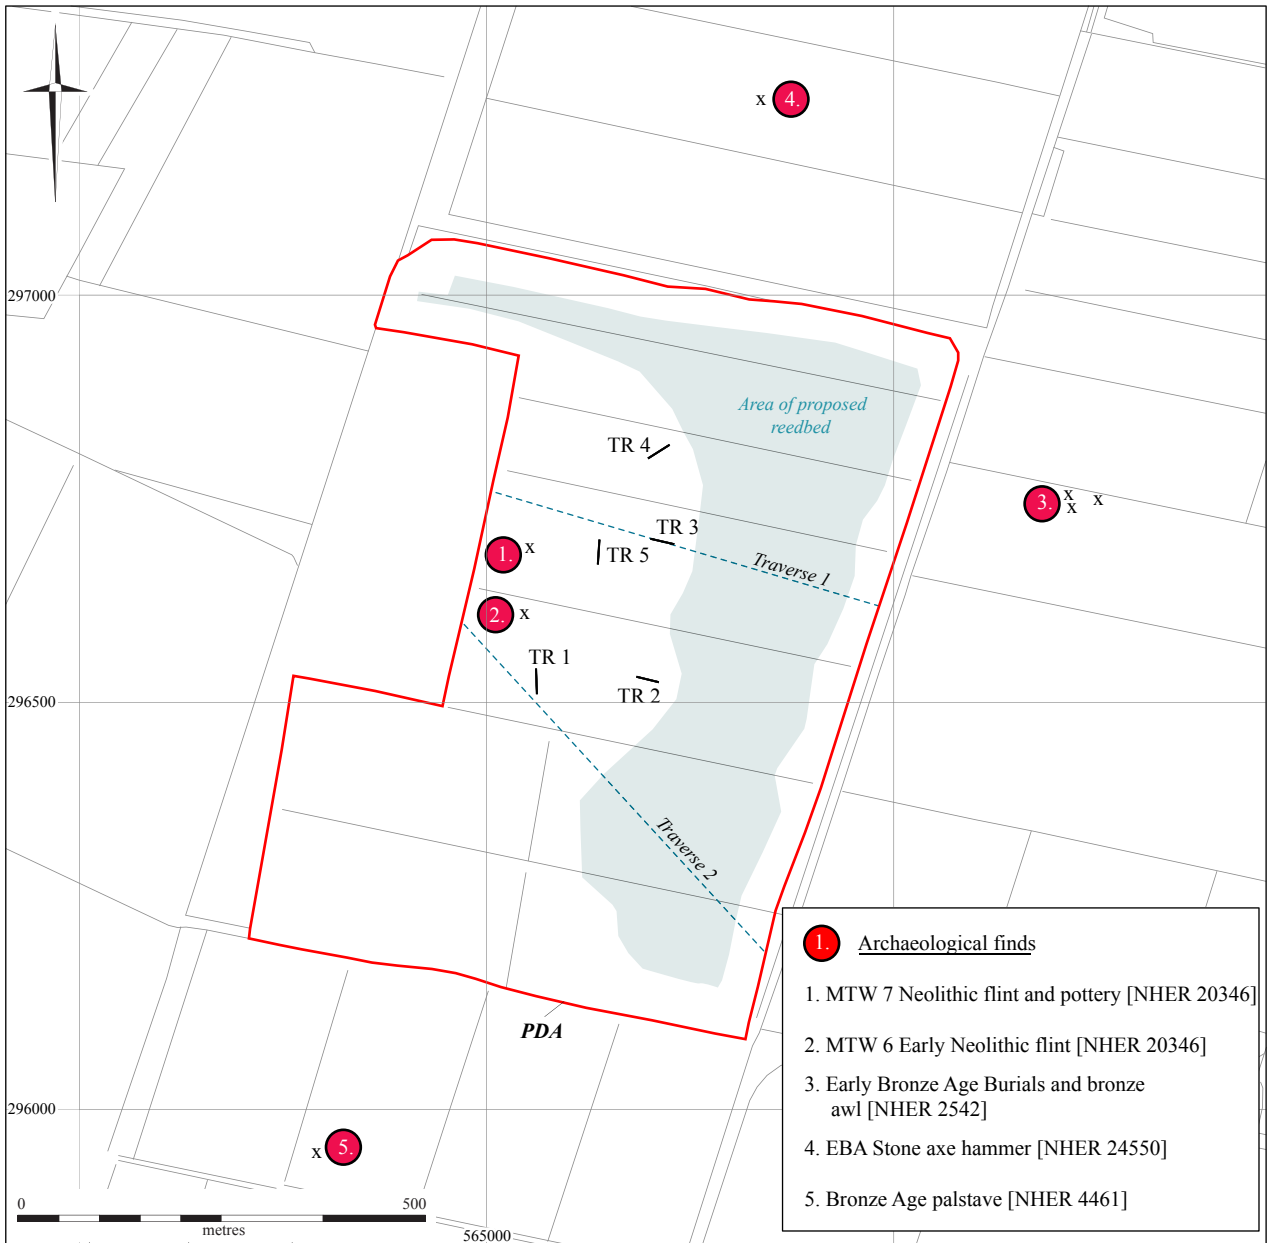 x 4.
297000
Area of proposed
reedbed
TR 4
3. x
x x
TR 3
1. x
TR 5
Traverse 1
2. x
TR 1
TR 2
296500
Traverse 2
PDA
296000
x 5.
0 500
metres
565000
1. Archaeological finds
1. MTW 7 Neolithic flint and pottery [NHER 20346]
2. MTW 6 Early Neolithic flint [NHER 20346]
3. Early Bronze Age Burials and bronze
awl [NHER 2542]
4. EBA Stone axe hammer [NHER 24550]
5. Bronze Age palstave [NHER 4461]